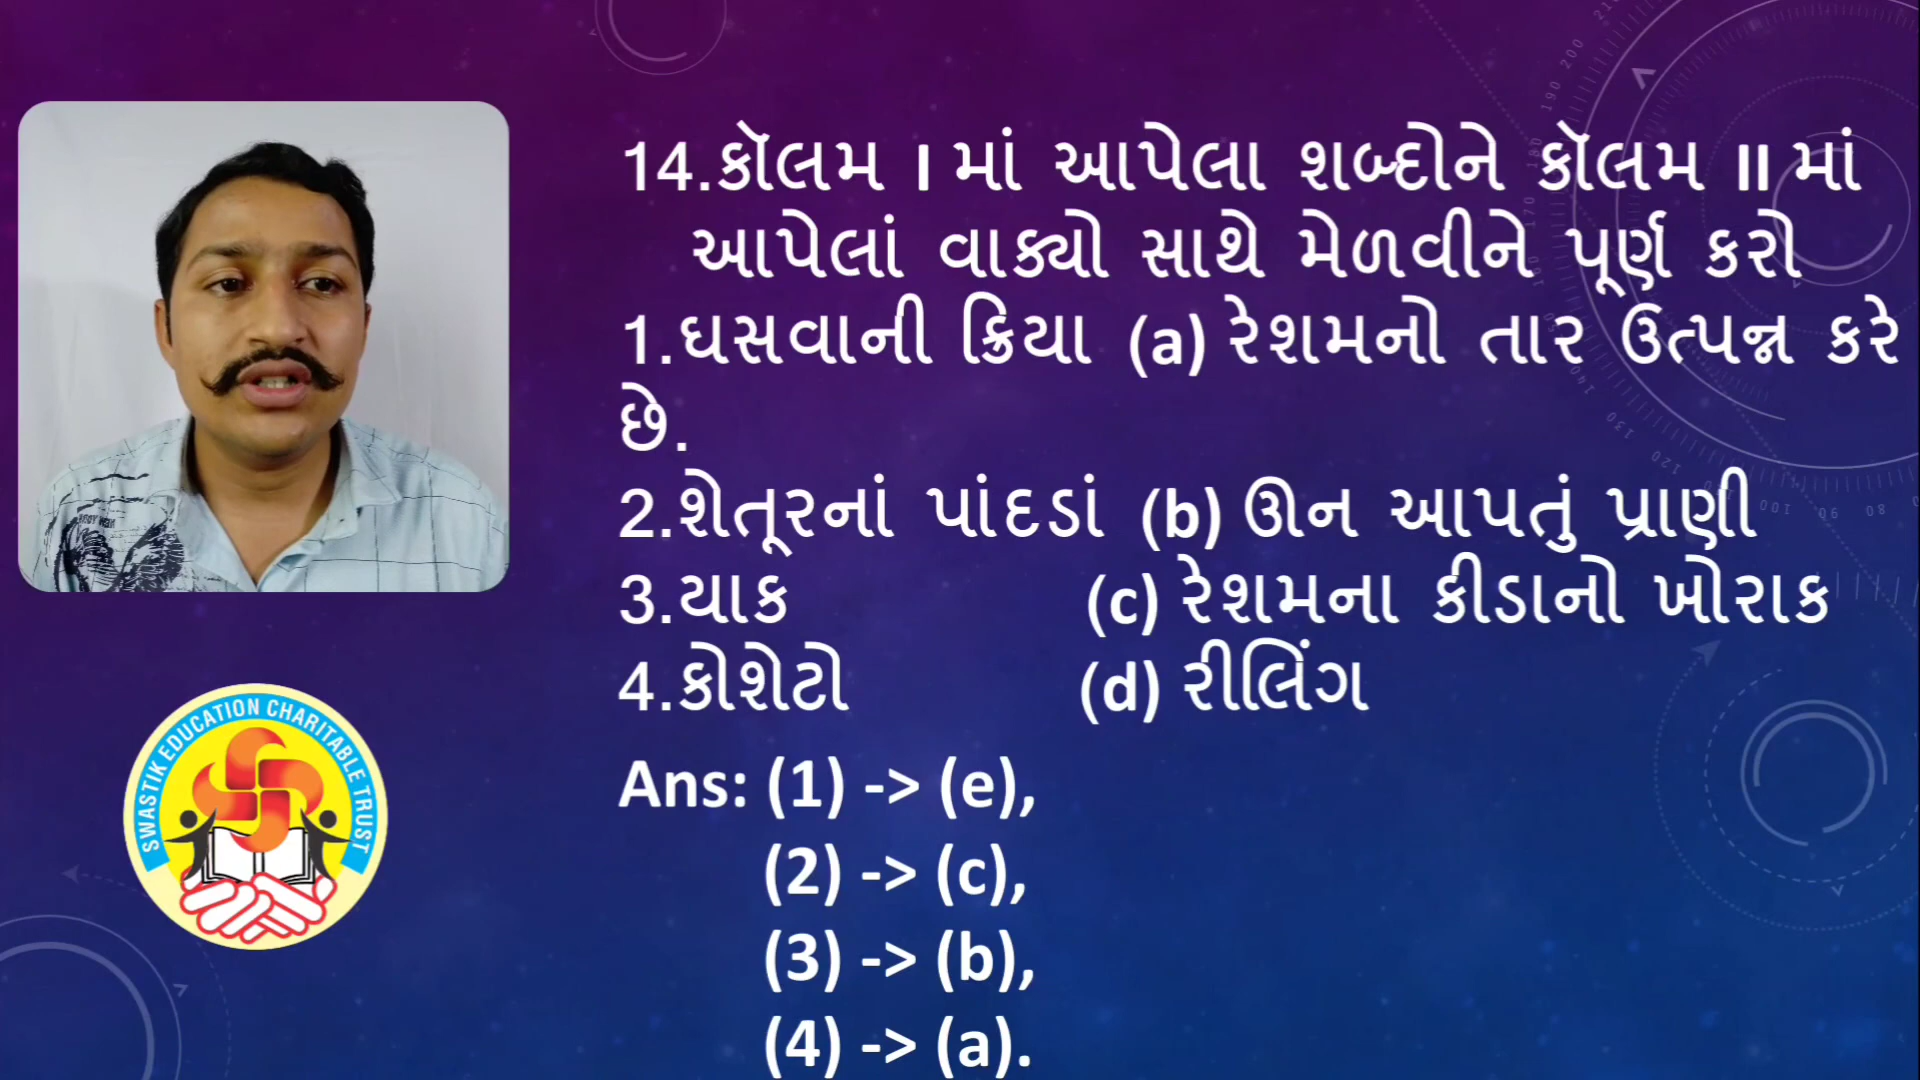 14.કૉલમ I માં આપેલા શબ્દોને કૉલમ II માં
આપેલાં વાક્યો સાથે મેળવીને પૂર્ણ કરો
1.ઘસવાની ક્રિયા (a) રેશમનો તાર ઉત્પન્ન કરે
છે.
2.શેતૂરનાં પાંદડાં (b) ઊન આપતું પ્રાણી
3.યાક (c) રેશમના કીડાનો ખોરાક
4.કોશેટો (d) રીલિંગ
Ans: (1) -> (e),
(2) -> (c),
(3) -> (b),
(4) -> (a).
SWASTIK EDUCATION CHARITABLE TRUST